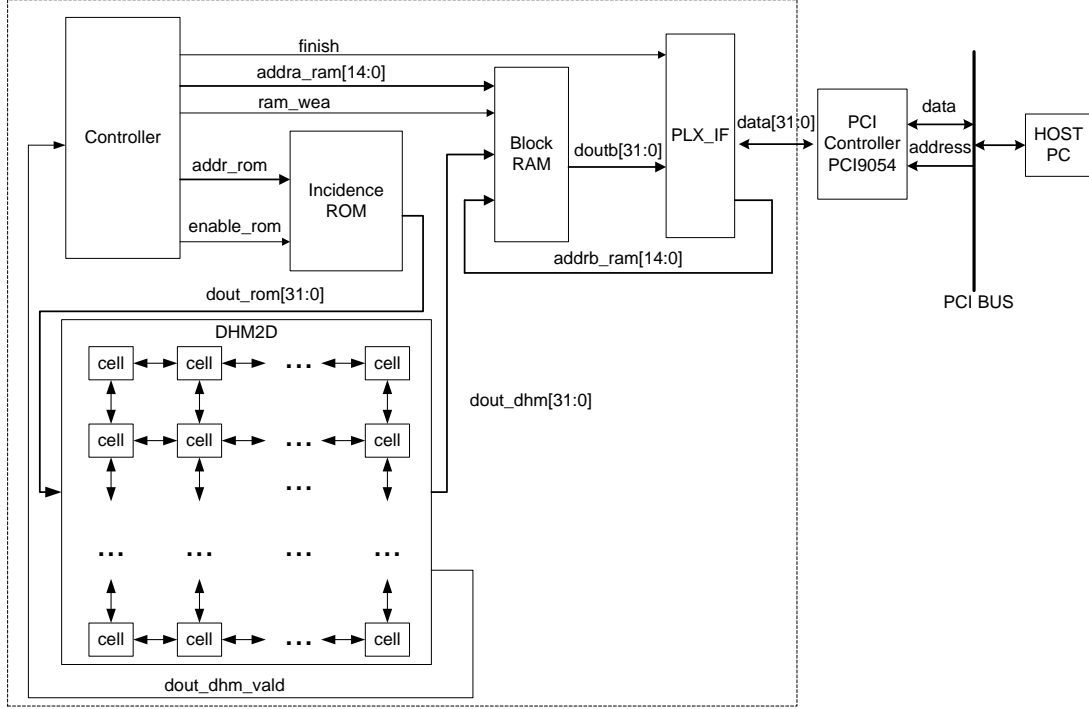 finish
addra_ram[14:0]
ram_wea
Controller
addr_rom
enable_rom
Incidence
ROM
dout_rom[31:0]
Block
RAM
doutb[31:0]
PLX_IF
addrb_ram[14:0]
data[31:0]
PCI
Controller
PCI9054
data
address
HOST
PC
PCI BUS
DHM2D
cell cell ... cell
cell cell ... cell
...
... ... ... ...
cell cell ... cell
dout_dhm[31:0]
dout_dhm_vald